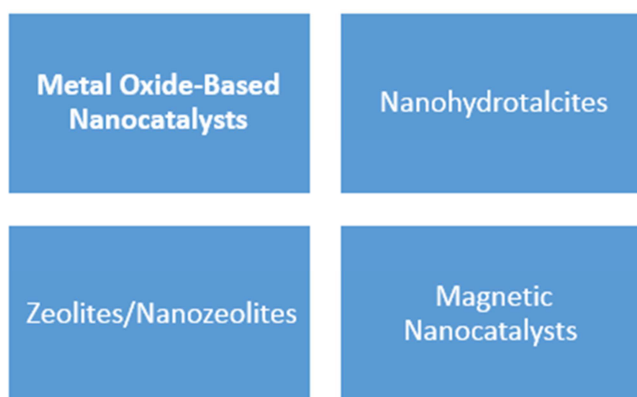 Metal Oxide-Based
Nanocatalysts
Nanohydrotalcites
Zeolites/Nanozeolites
Magnetic
Nanocatalysts